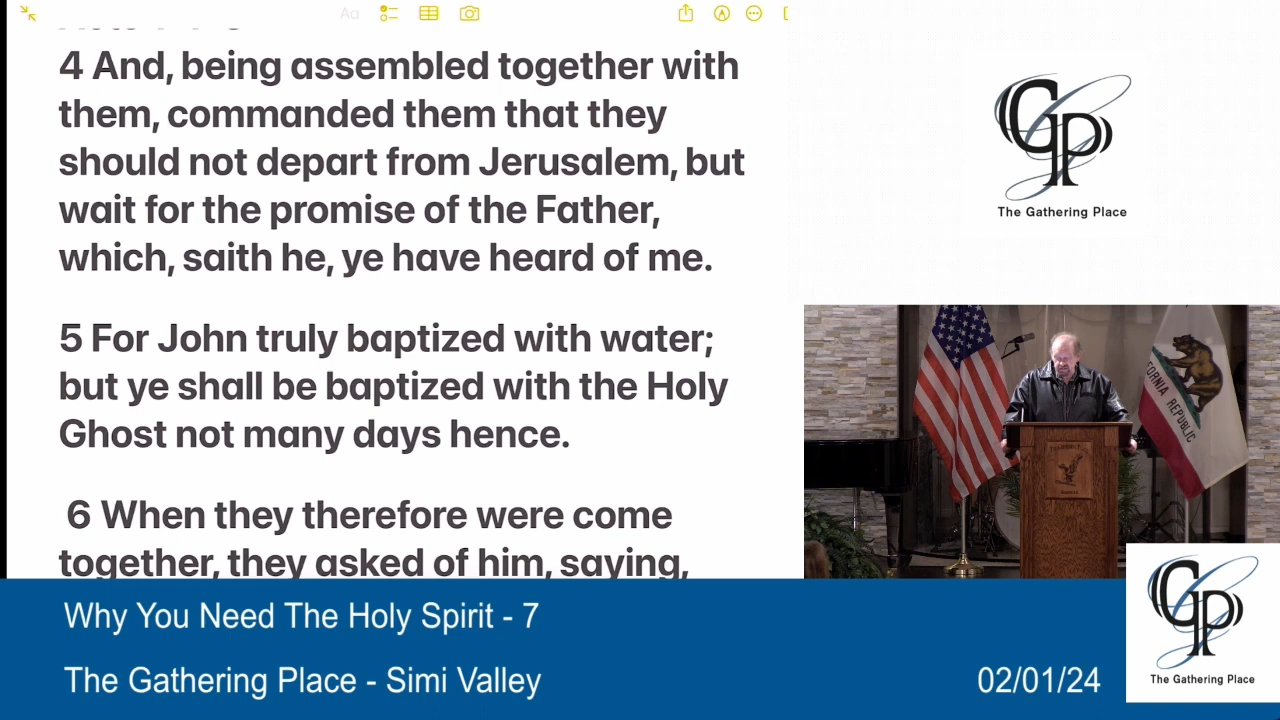 4 And, being assembled together with
them, commanded them that they
should not depart from Jerusalem, but
wait for the promise of the Father,
which, saith he, ye have heard of me.
5 For John truly baptized with water;
but ye shall be baptized with the Holy
Ghost not many days hence.
6 When they therefore were come
together, they asked of him, saying,
GP
The Gathering Place
REPUBLIC
Why You Need The Holy Spirit - 7
The Gathering Place - Simi Valley
02/01/24
GP
The Gathering Place